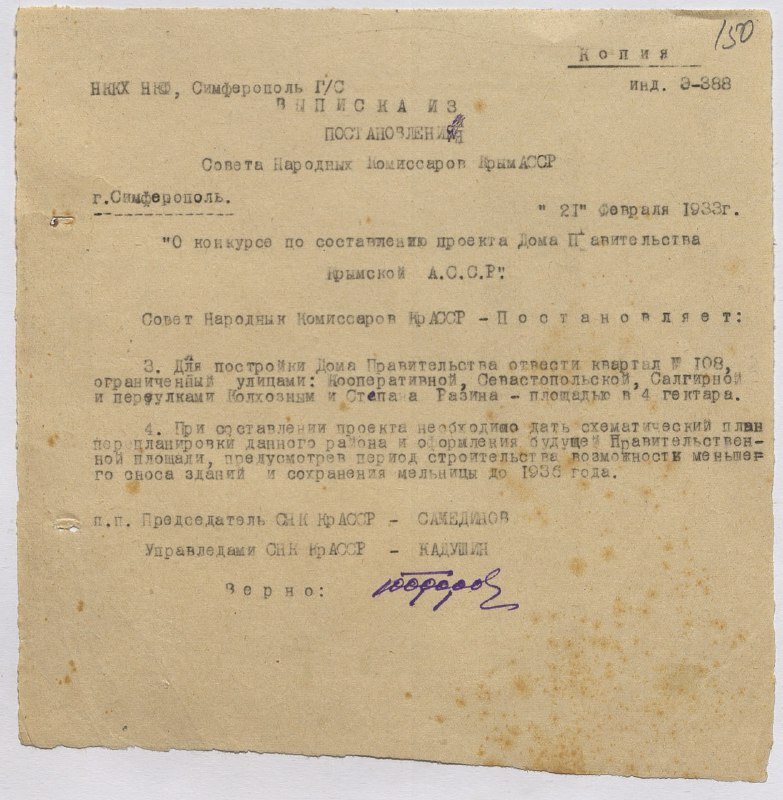 150
Копия
НККХ НКФ, Симферополь Г/С инд. Э-388
ВЫПИСКА ИЗ
ПОСТАНОВЛЕНИЯ
Совета Народных Комиссаров КрымАССР
г.Симферополь.
" 21" февраля 1933г.
"О конкурсе по составлению проекта Дома Правительства
Крымской А.С.С.Р".
Совет Народных Комиссаров КрАССР - Постановляет:
3. Для постройки Дома Правительства отвести квартал № 108,
ограниченный улицами: Кооперативной, Севастопольской, Салгирной
и переулками Колхозным и Степана Разина - площадью в 4 гектара.
4. При составлении проекта необходимо дать схематический план
перепланировки данного района и оформления будущей Правительствен-
ной площади, предусмотрев период строительства возможности меньше-
го сноса зданий и сохранения мельницы до 1936 года.
п.п. Председатель СНК КрАССР - САМЕДИНОВ
Управледами СНК КрАССР - КАДУШИН
Верно: